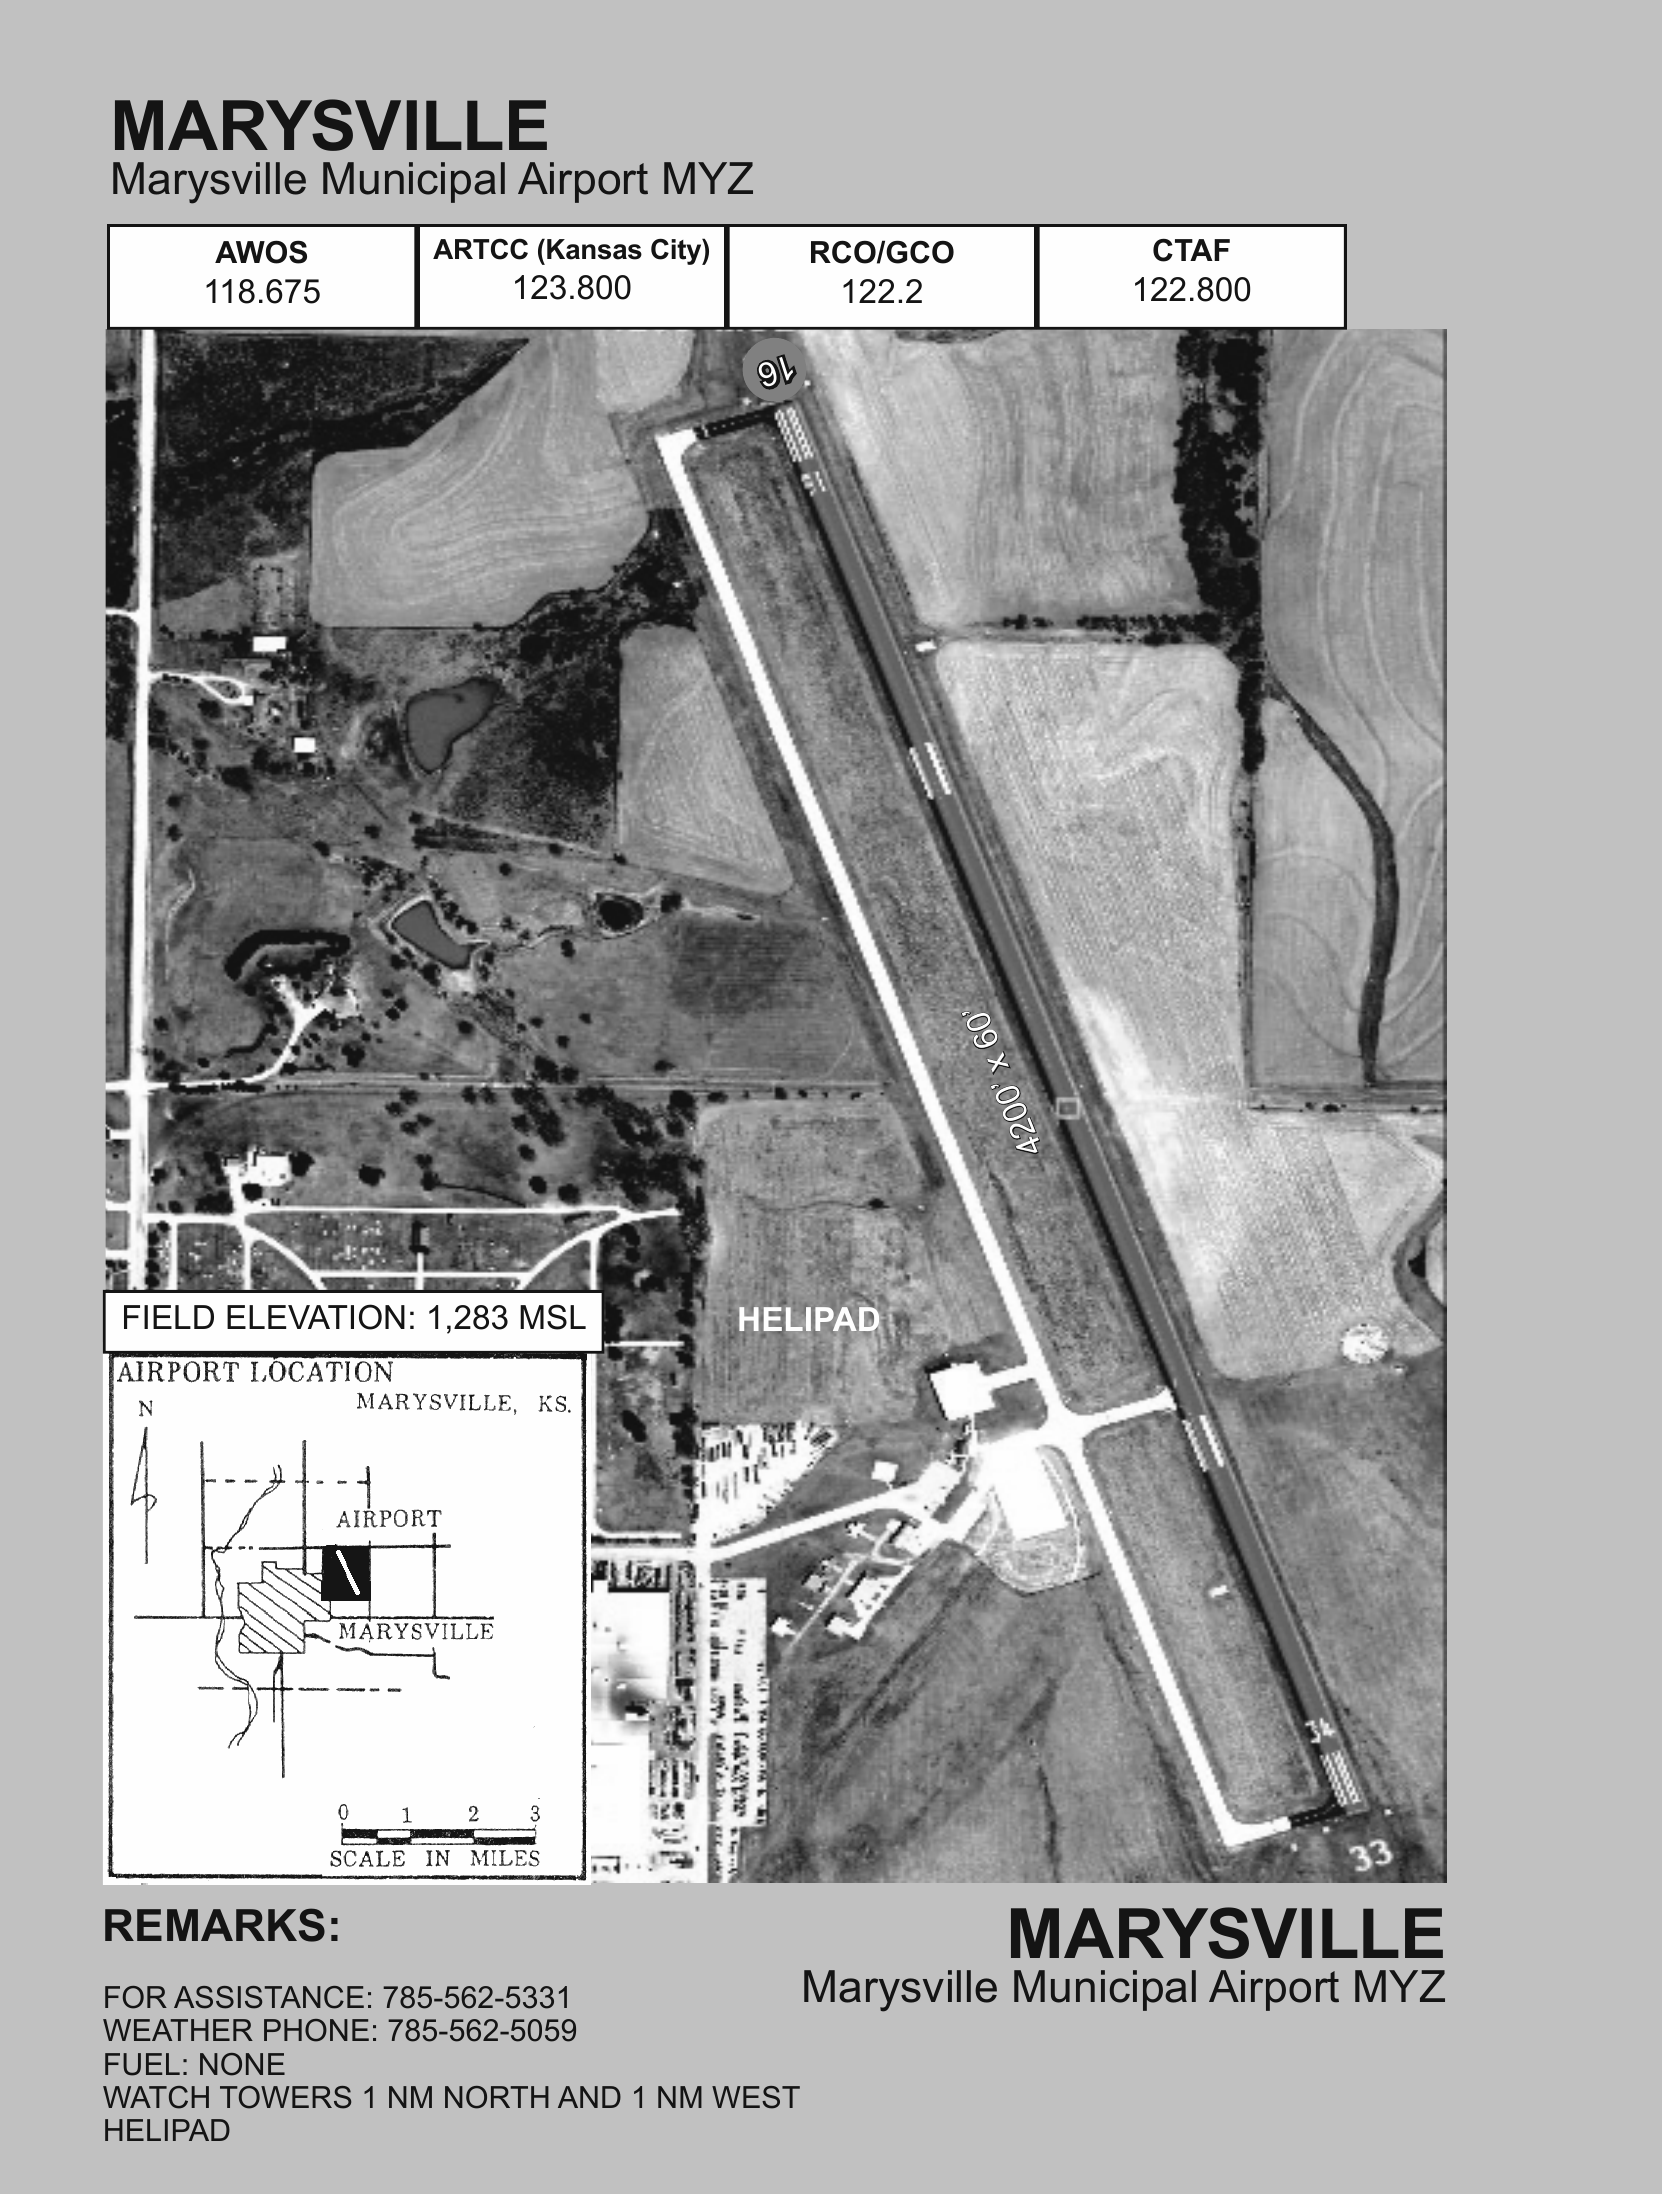 MARYSVILLE
Marysville Municipal Airport MYZ
AWOS
118.675
ARTCC (Kansas City)
123.800
RCO/GCO
122.2
CTAF
122.800
16
4200' x 60'
HELIPAD
FIELD ELEVATION: 1,283 MSL
AIRPORT LOCATION
MARYSVILLE, KS.
N
AIRPORT
MARYSVILLE
0 1 2 3
SCALE IN MILES
34
33
REMARKS:
FOR ASSISTANCE: 785-562-5331
WEATHER PHONE: 785-562-5059
FUEL: NONE
WATCH TOWERS 1 NM NORTH AND 1 NM WEST
HELIPAD
MARYSVILLE
Marysville Municipal Airport MYZ